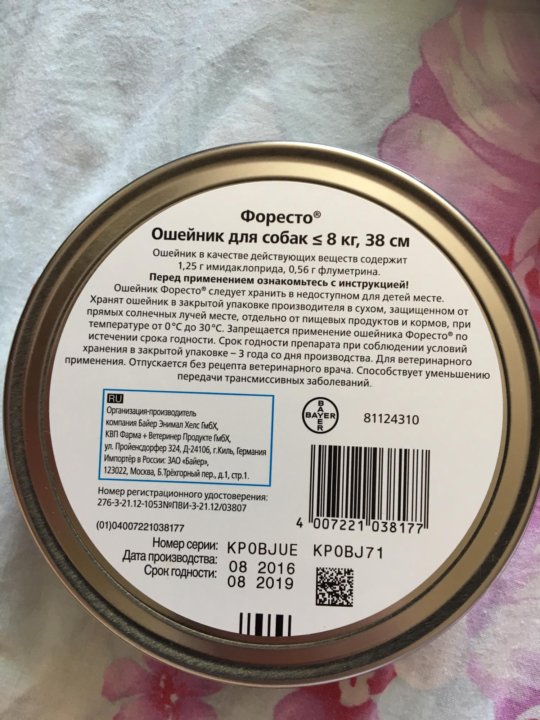 Форесто®
Ошейник для собак ≤ 8 кг, 38 см
Ошейник в качестве действующих веществ содержит
1,25 г имидаклоприда, 0,56 г флуметрина.
Перед применением ознакомьтесь с инструкцией!
Ошейник Форесто® следует хранить в недоступном для детей месте.
Хранят ошейник в закрытой упаковке производителя в сухом, защищенном от
прямых солнечных лучей месте, отдельно от пищевых продуктов и кормов, при
температуре от 0°С до 30°С. Запрещается применение ошейника Форесто® по
истечении срока годности. Срок годности препарата при соблюдении условий
хранения в закрытой упаковке – 3 года со дня производства. Для ветеринарного
применения. Отпускается без рецепта ветеринарного врача. Способствует уменьшению
передачи трансмиссивных заболеваний.
RU
Организация-производитель
компания Байер Энимал Хелс ГмбХ,
КВП Фарма + Ветеринер Продукте ГмбХ,
ул. Пройенсдорфер 324, Д-24106, г.Киль, Германия
Импортёр в России: ЗАО «Байер»,
123022, Москва, Б.Трёхгорный пер., д.1, стр.1.
BAYER
BAYER
81124310
Номер регистрационного удостоверения:
276-3-21.12-1053№ПВИ-3-21.12/03807
4 007221 038177
(01)04007221038177
Номер серии: KP0BJUE KP0BJ71
Дата производства: 08 2016
Срок годности: 08 2019